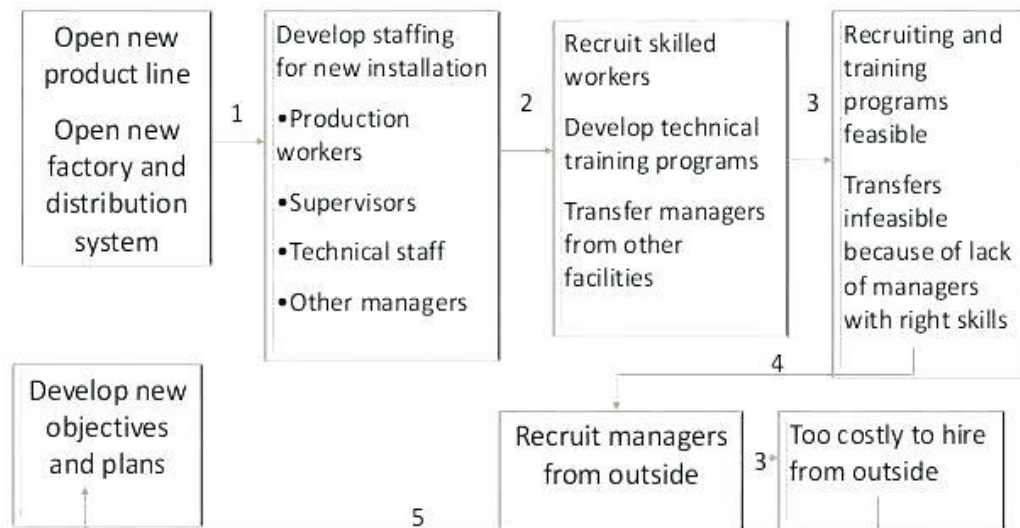 Open new
product line
Open new
factory and
distribution
system
1
Develop staffing
for new installation
•Production
workers
•Supervisors
•Technical staff
•Other managers
2
Recruit skilled
workers
Develop technical
training programs
Transfer managers
from other
facilities
3
Recruiting and
training
programs
feasible
Transfers
infeasible
because of lack
of managers
with right skills
4
Recruit managers
from outside
3
Too costly to hire
from outside
5
Develop new
objectives
and plans